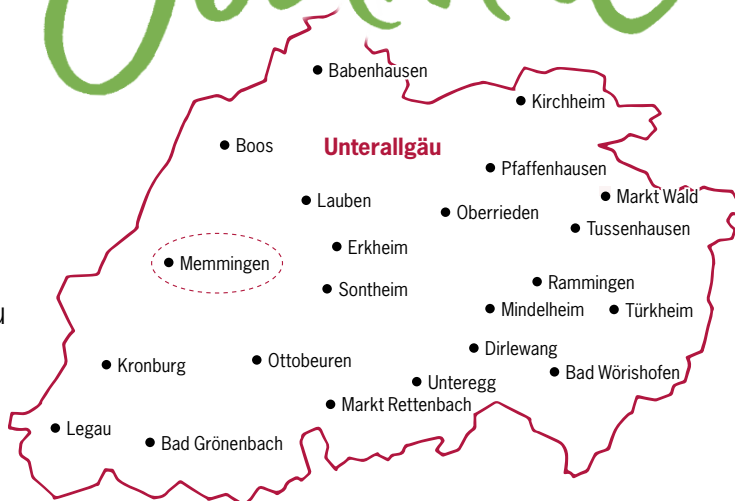 Babenhausen
Kirchheim
Boos
Unterallgäu
Pfaffenhausen
Markt Wald
Lauben
Oberrieden
Tussenhausen
Erkheim
Memmingen
Rammingen
Sontheim
Mindelheim
Türkheim
Dirlewang
Ottobeuren
Kronburg
Bad Wörishofen
Unteregg
Markt Rettenbach
Legau
Bad Grönenbach